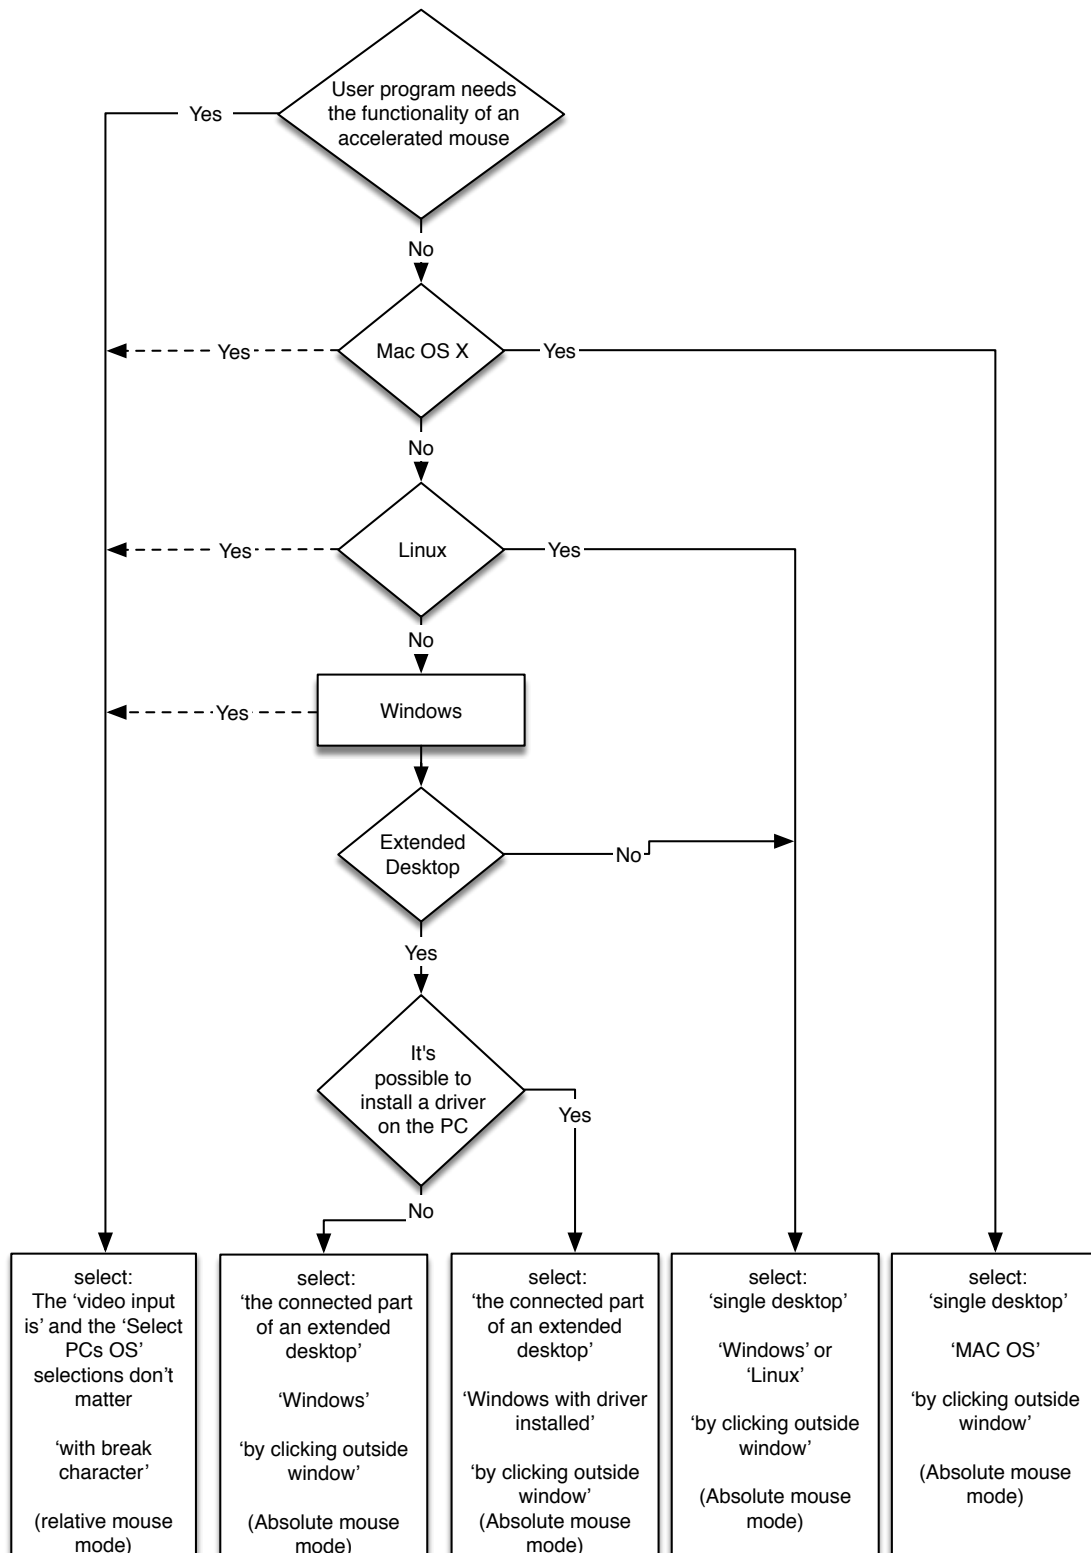 User program needs
the functionality of an
accelerated mouse
Yes
No
Mac OS X
Yes
Yes
No
Linux
Yes
Yes
No
Windows
Yes
Extended
Desktop
No
Yes
It's
possible to
install a driver
on the PC
Yes
No
select:
The ‘video input
is’ and the ‘Select
PCs OS’
selections don’t
matter
‘with break
character’
(relative mouse
mode)
select:
‘the connected part
of an extended
desktop’
‘Windows’
‘by clicking outside
window’
(Absolute mouse
mode)
select:
‘the connected part
of an extended
desktop’
‘Windows with driver
installed’
‘by clicking outside
window’
(Absolute mouse
mode)
select:
‘single desktop’
‘Windows’ or
‘Linux’
‘by clicking outside
window’
(Absolute mouse
mode)
select:
‘single desktop’
‘MAC OS’
‘by clicking outside
window’
(Absolute mouse
mode)